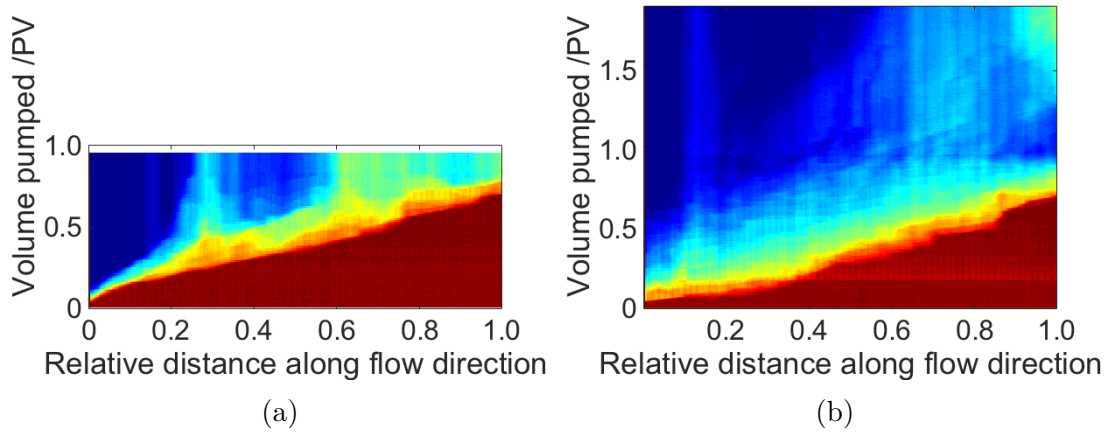 Volume pumped /PV
1.0
0.5
0
0 0.2 0.4 0.6 0.8 1.0
Relative distance along flow direction
(a)
Volume pumped /PV
1.5
1.0
0.5
0
0.2 0.4 0.6 0.8 1.0
Relative distance along flow direction
(b)